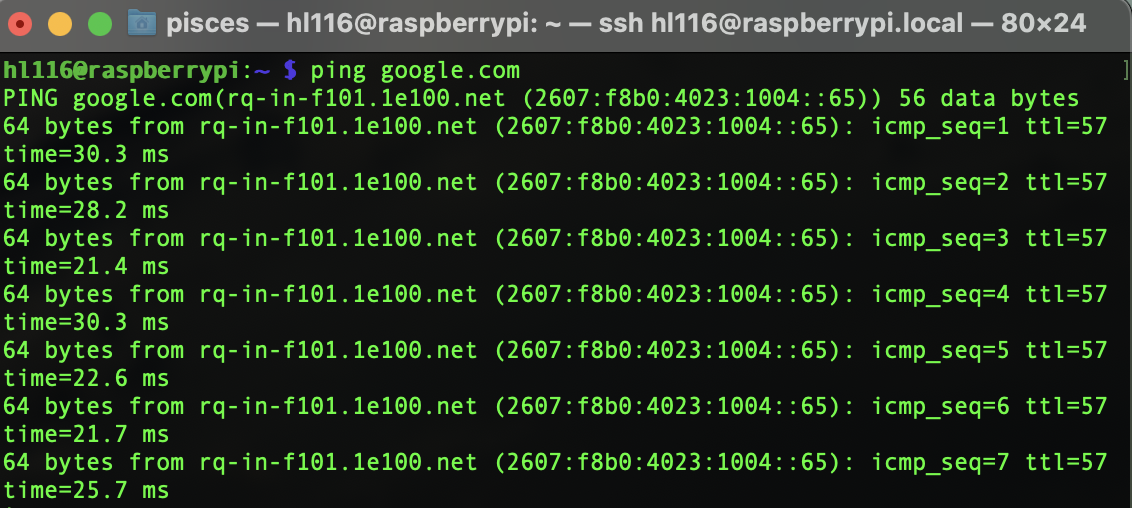 pisces — hl116@raspberrypi: ~ — ssh hl116@raspberrypi.local — 80×24
hl116@raspberrypi:~ $ ping google.com ]
PING google.com(rq-in-f101.1e100.net (2607:f8b0:4023:1004::65)) 56 data bytes
64 bytes from rq-in-f101.1e100.net (2607:f8b0:4023:1004::65): icmp_seq=1 ttl=57
time=30.3 ms
64 bytes from rq-in-f101.1e100.net (2607:f8b0:4023:1004::65): icmp_seq=2 ttl=57
time=28.2 ms
64 bytes from rq-in-f101.1e100.net (2607:f8b0:4023:1004::65): icmp_seq=3 ttl=57
time=21.4 ms
64 bytes from rq-in-f101.1e100.net (2607:f8b0:4023:1004::65): icmp_seq=4 ttl=57
time=30.3 ms
64 bytes from rq-in-f101.1e100.net (2607:f8b0:4023:1004::65): icmp_seq=5 ttl=57
time=22.6 ms
64 bytes from rq-in-f101.1e100.net (2607:f8b0:4023:1004::65): icmp_seq=6 ttl=57
time=21.7 ms
64 bytes from rq-in-f101.1e100.net (2607:f8b0:4023:1004::65): icmp_seq=7 ttl=57
time=25.7 ms